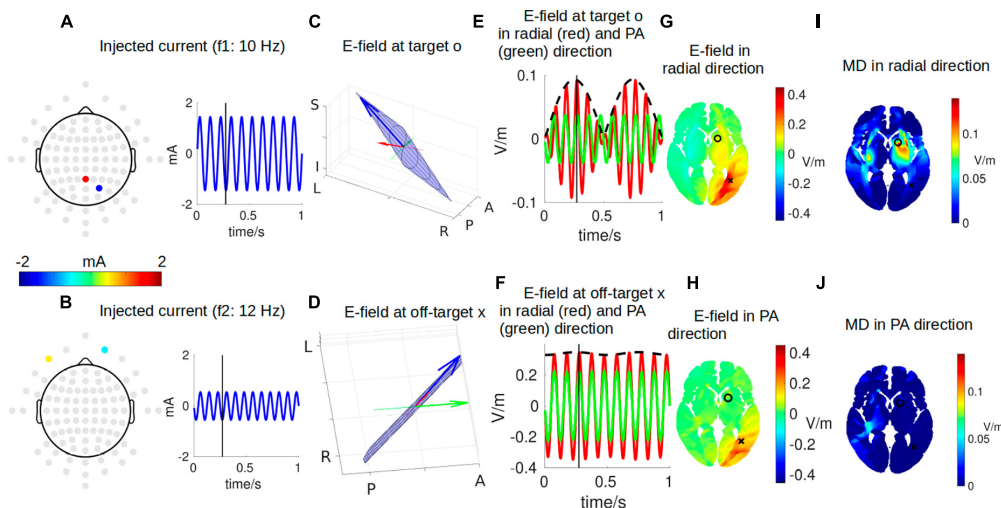 A
Injected current (f1: 10 Hz)
2
0
-2
mA
0
0.5
1
time/s
-2
mA
2
B
Injected current (f2: 12 Hz)
2
0
-2
mA
0
0.5
1
time/s
C
E-field at target o
S
I
L
R
P
A
D
E-field at off-target x
L
R
P
A
E
E-field at target o
in radial (red) and PA
(green) direction
0.1
V/m
-0.1
0
0.5
1
time/s
F
E-field at off-target x
in radial (red) and PA
(green) direction
0.2
0
-0.2
-0.4
V/m
0
0.5
1
time/s
G
E-field in
radial direction
0.4
0.2
0
V/m
-0.2
-0.4
H
E-field in PA
direction
0.4
0.2
0
V/m
-0.2
-0.4
I
MD in radial direction
0.1
V/m
0.05
0
J
MD in PA direction
0.1
V/m
0.05
0